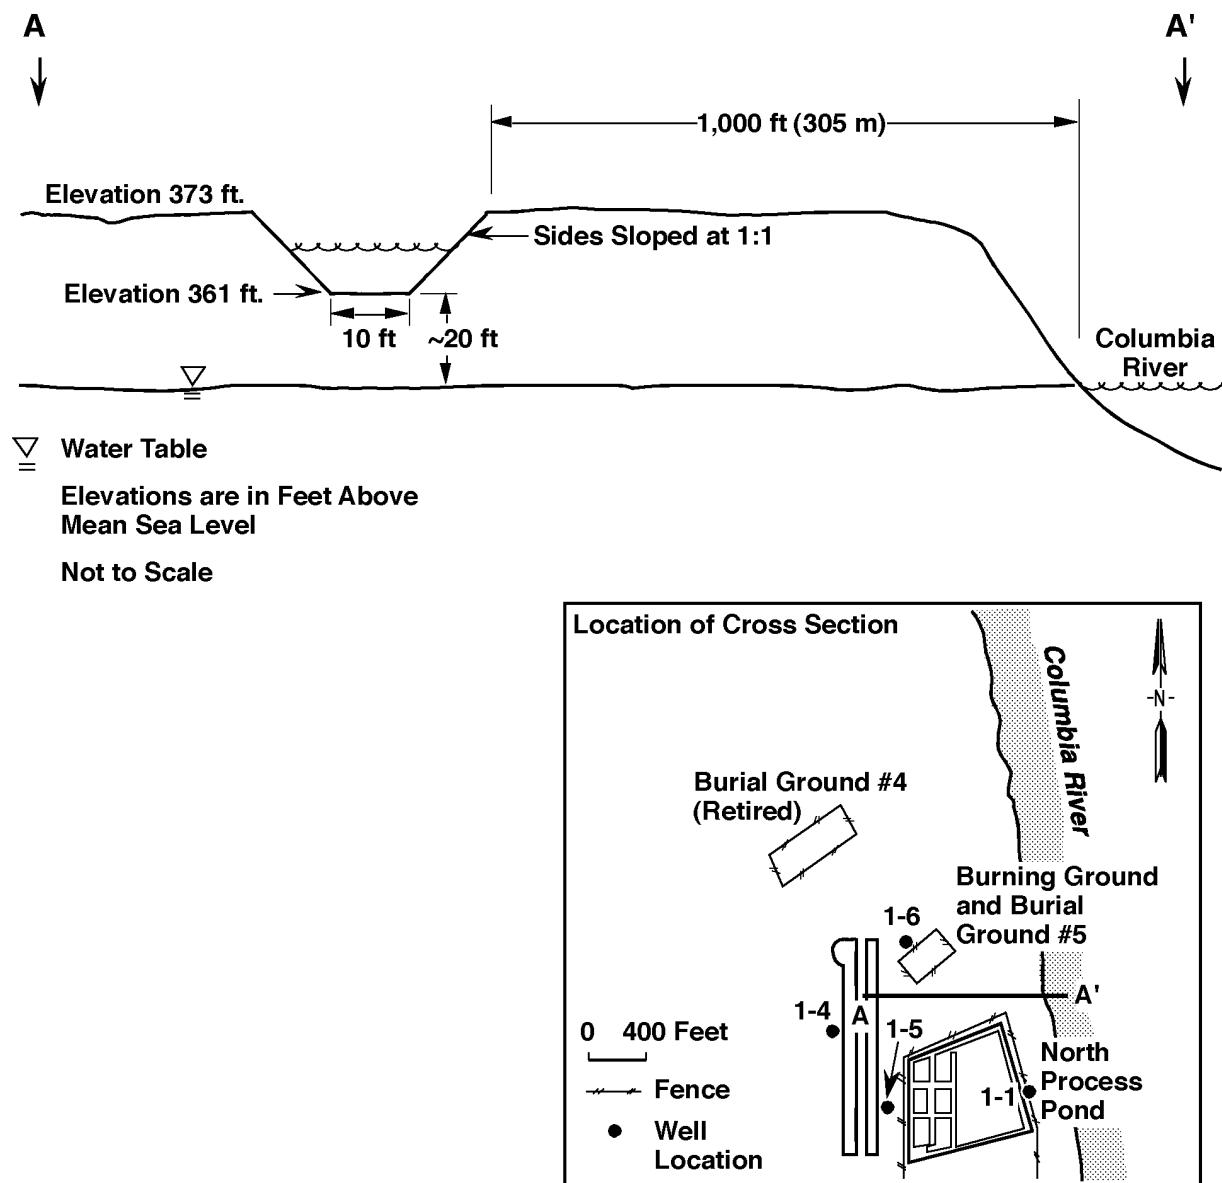 A
A'
1,000 ft (305 m)
Elevation 373 ft.
Sides Sloped at 1:1
Elevation 361 ft.
10 ft
~20 ft
Columbia
River
Water Table
Elevations are in Feet Above
Mean Sea Level
Not to Scale
Location of Cross Section
Columbia River
-N-
Burial Ground #4
(Retired)
Burning Ground
and Burial
Ground #5
1-6
A'
A
1-4
1-5
0 400 Feet
North
Process
Pond
1-1
Fence
Well
Location